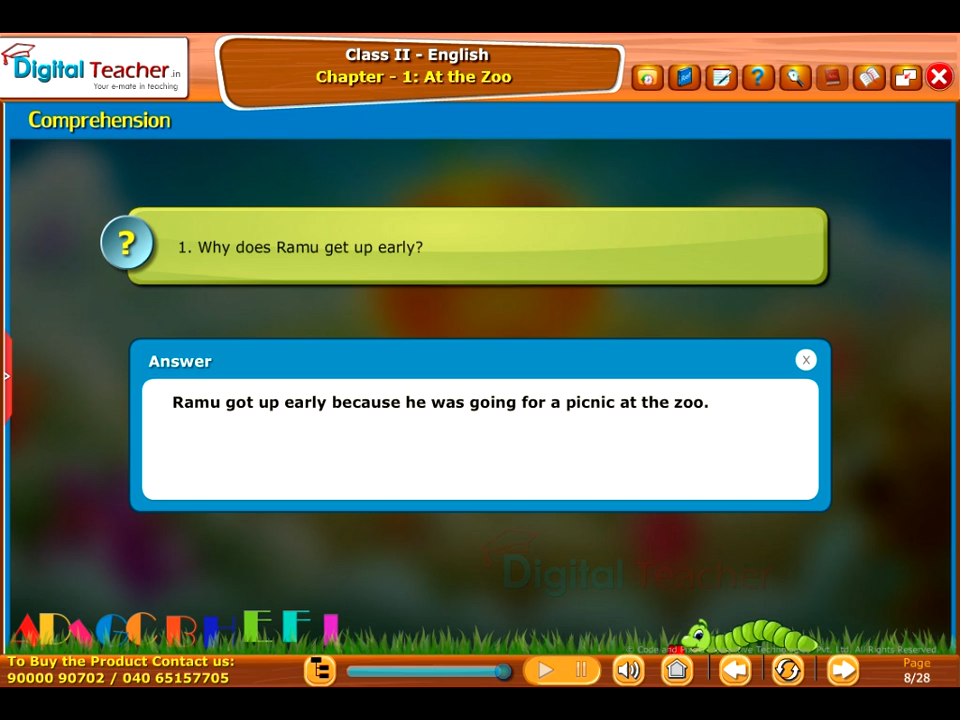 Digital Teacher.in
Your e-mate in teaching
Class II - English
Chapter - 1: At the Zoo
Comprehension
?
1. Why does Ramu get up early?
Answer
X
Ramu got up early because he was going for a picnic at the zoo.
Digital Teacher
To Buy the Product Contact us:
90000 90702 / 040 65157705
Page
8/28